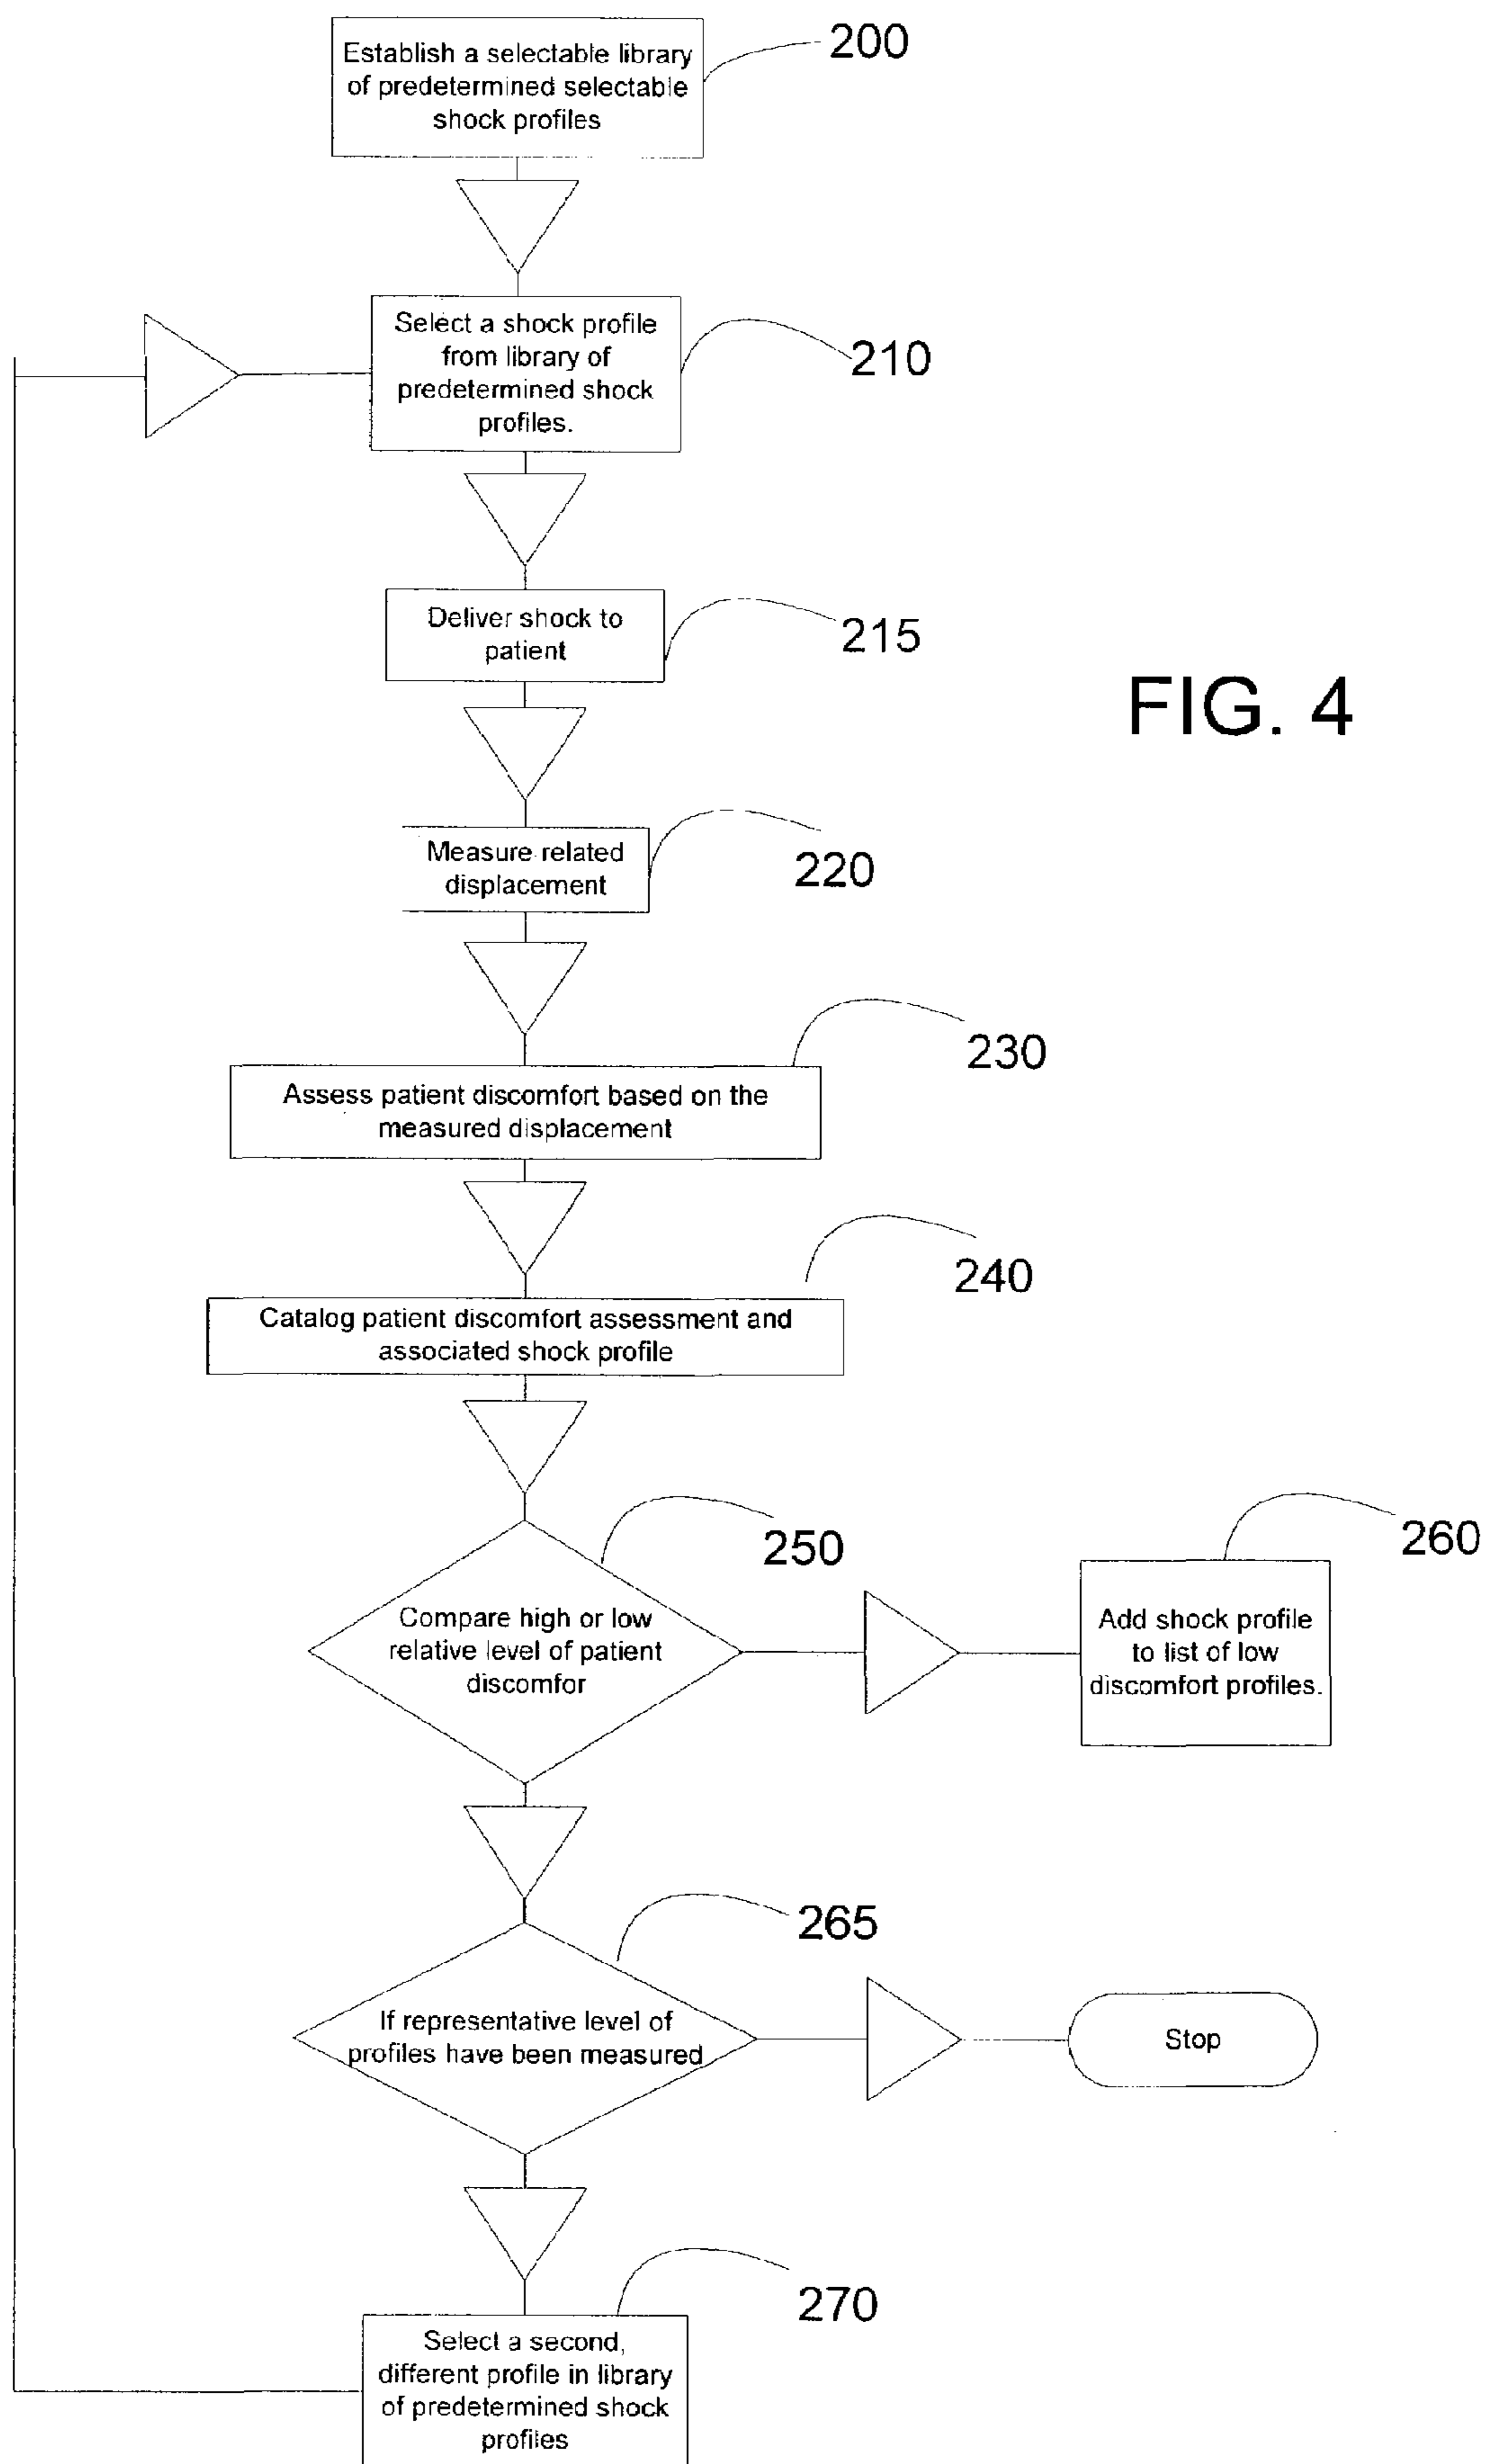 Establish a selectable library
of predetermined selectable
shock profiles
200
Select a shock profile
from library of
predetermined shock
profiles.
210
Deliver shock to
patient
215
FIG. 4
Measure related
displacement
220
230
Assess patient discomfort based on the
measured displacement
240
Catalog patient discomfort assessment and
associated shock profile
250
Compare high or low
relative level of patient
discomfor
260
Add shock profile
to list of low
discomfort profiles.
265
If representative level of
profiles have been measured
Stop
270
Select a second,
different profile in library
of predetermined shock
profiles